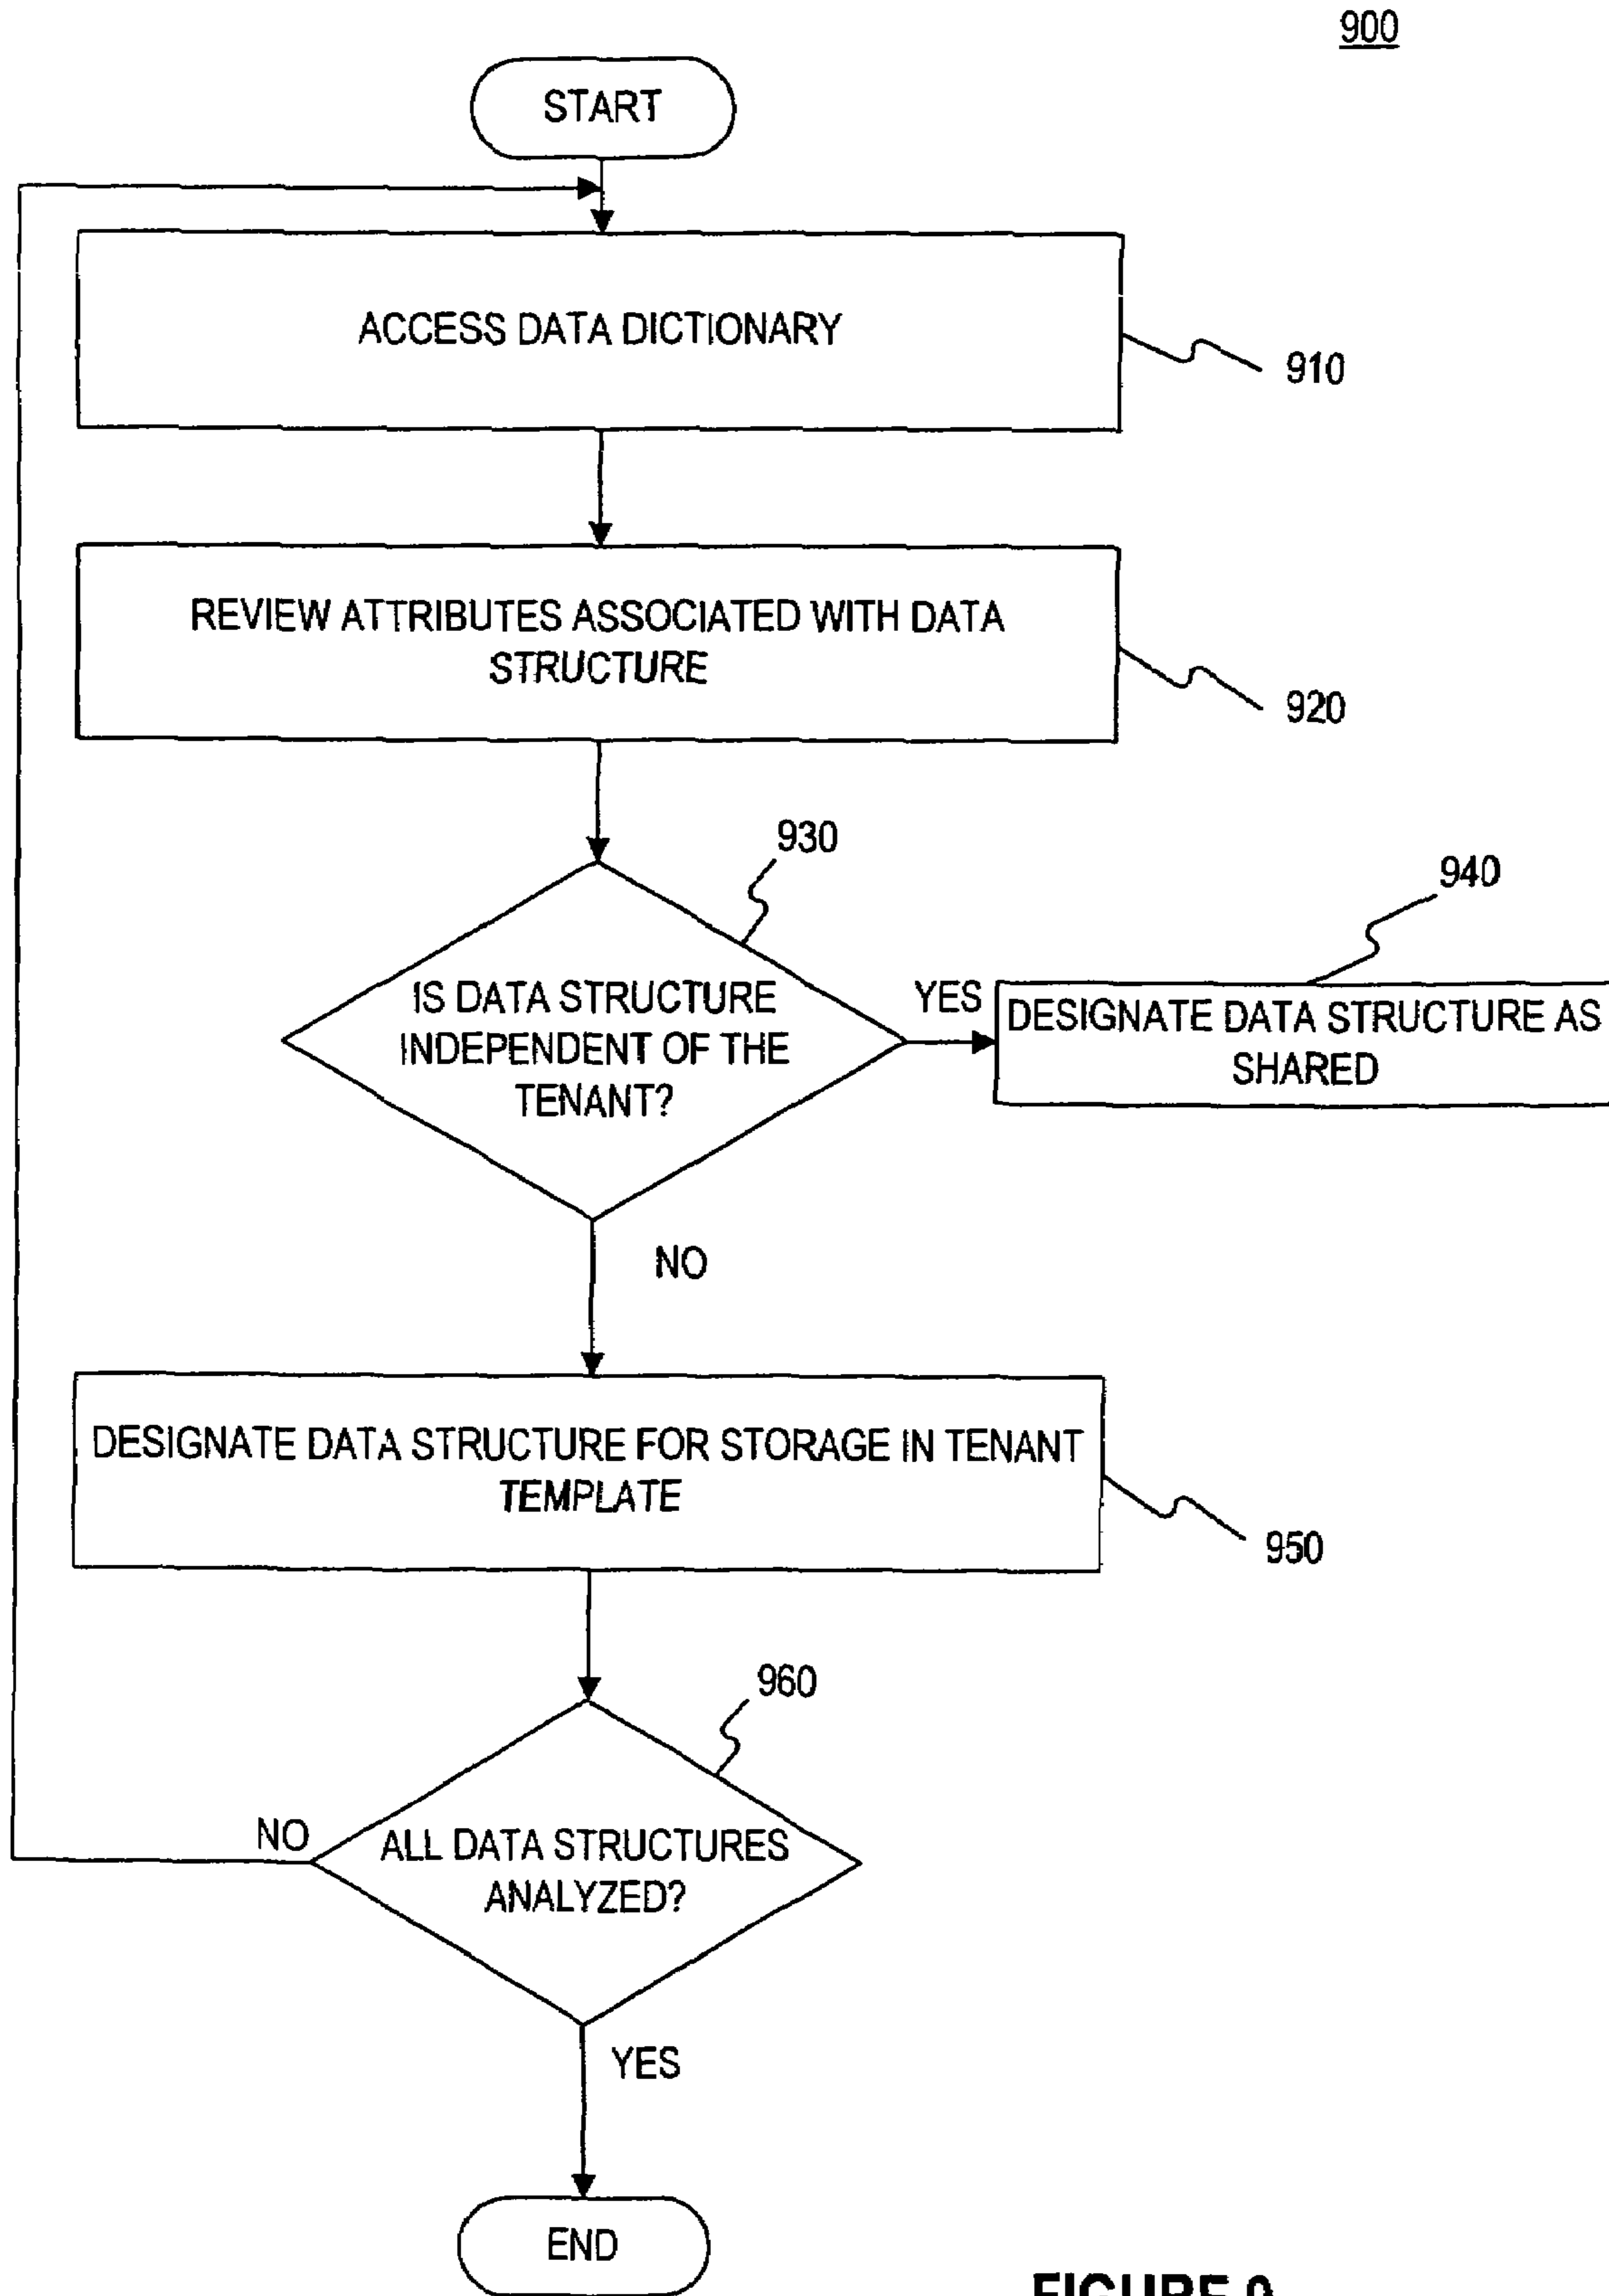 900
START
ACCESS DATA DICTIONARY
910
REVIEW ATTRIBUTES ASSOCIATED WITH DATA
STRUCTURE
920
930
IS DATA STRUCTURE
INDEPENDENT OF THE
TENANT?
YES
940
DESIGNATE DATA STRUCTURE AS
SHARED
NO
DESIGNATE DATA STRUCTURE FOR STORAGE IN TENANT
TEMPLATE
950
960
NO
ALL DATA STRUCTURES
ANALYZED?
YES
END
FIGURE 9